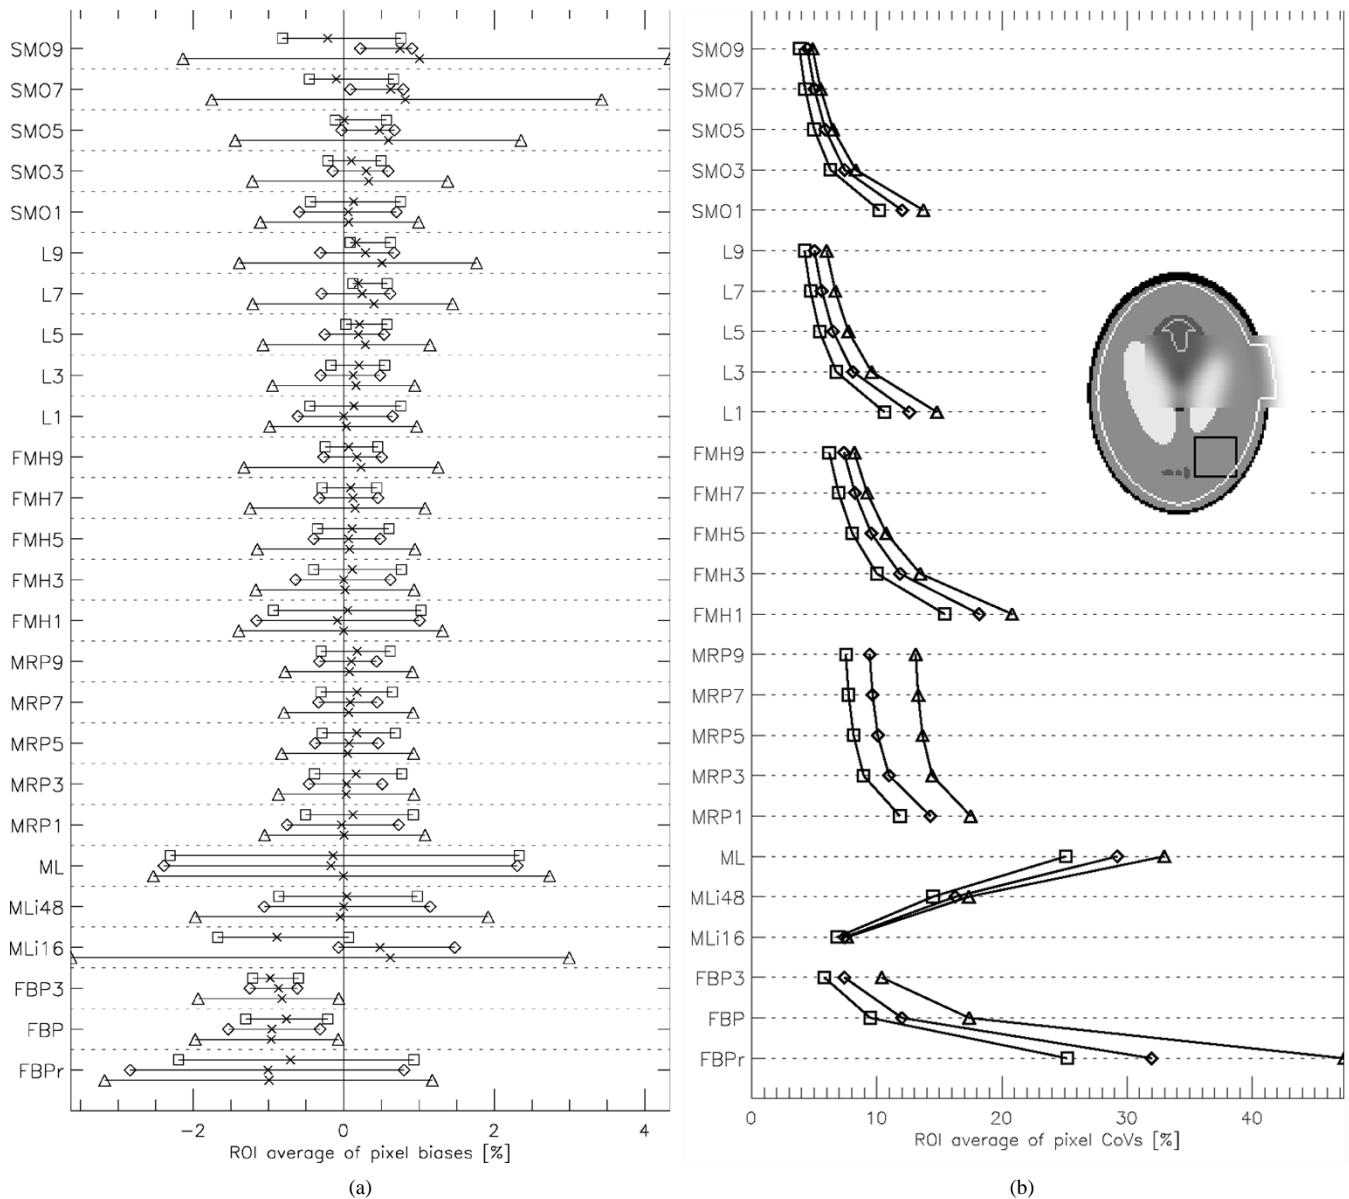 SMO9
SMO7
SMO5
SMO3
SMO1
L9
L7
L5
L3
L1
FMH9
FMH7
FMH5
FMH3
FMH1
MRP9
MRP7
MRP5
MRP3
MRP1
ML
MLi48
MLi16
FBP3
FBP
FBPr
−2 0 2 4
ROI average of pixel biases [%]
(a)
SMO9
SMO7
SMO5
SMO3
SMO1
L9
L7
L5
L3
L1
FMH9
FMH7
FMH5
FMH3
FMH1
MRP9
MRP7
MRP5
MRP3
MRP1
ML
MLi48
MLi16
FBP3
FBP
FBPr
0 10 20 30 40
ROI average of pixel CoVs [%]
(b)